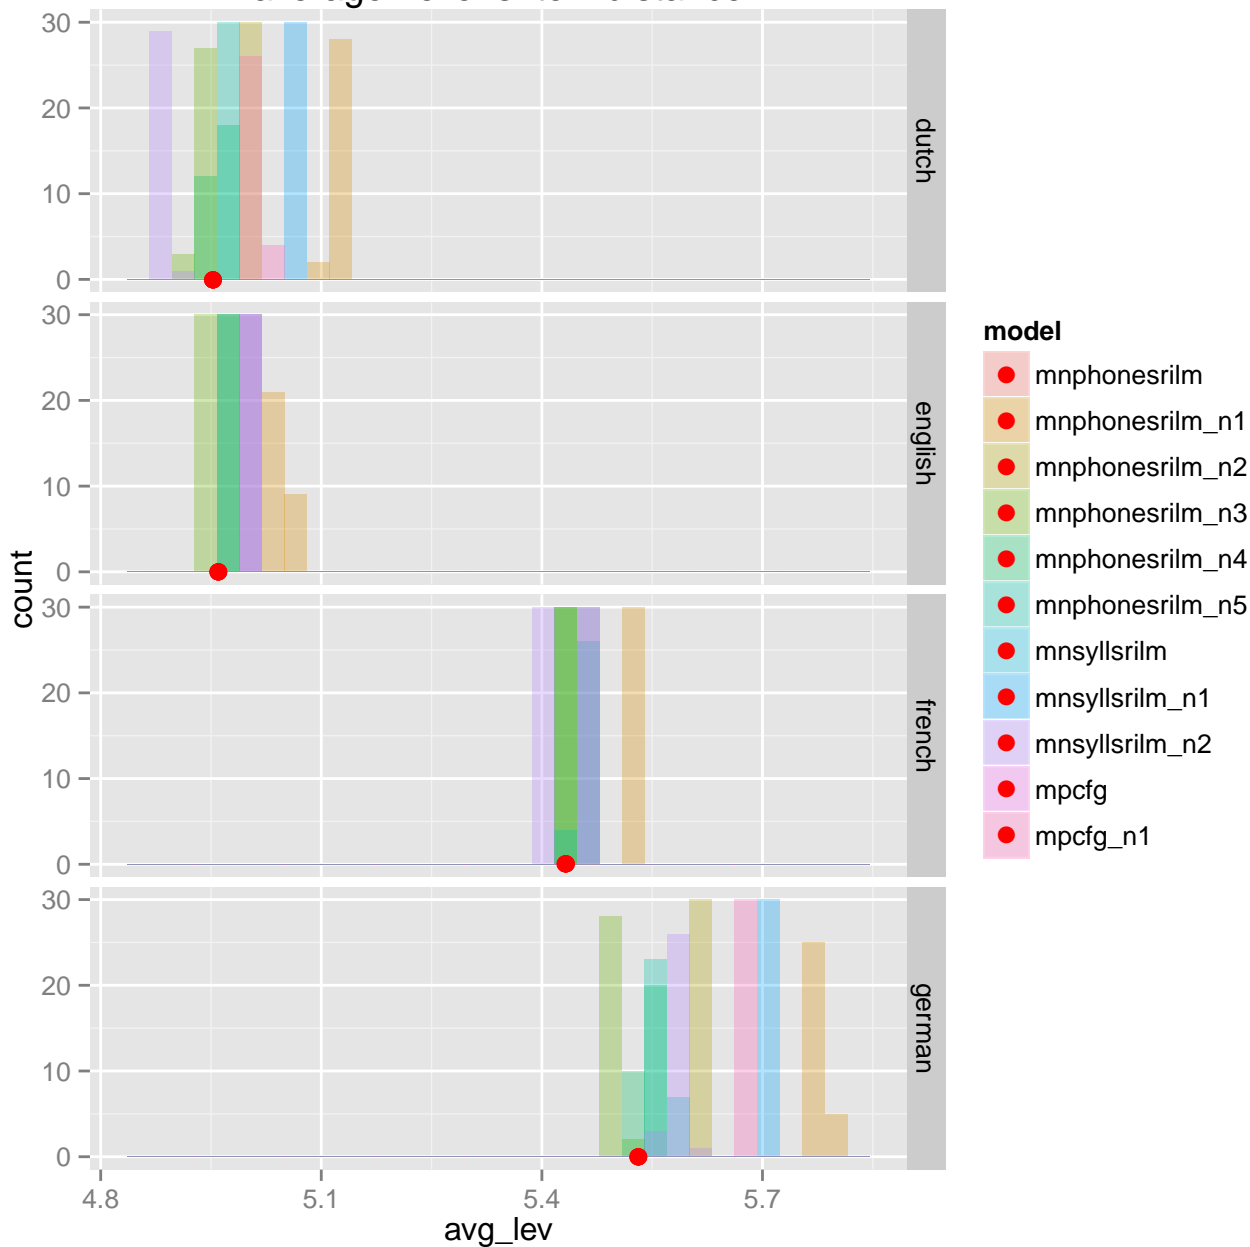 30
20
10
0
dutch
30
20
10
0
english
30
20
10
0
french
30
20
10
0
german
4.8 5.1 5.4 5.7
avg_lev
count
model
mnphonesrilm
mnphonesrilm_n1
mnphonesrilm_n2
mnphonesrilm_n3
mnphonesrilm_n4
mnphonesrilm_n5
mnsyllsrilm
mnsyllsrilm_n1
mnsyllsrilm_n2
mpcfg
mpcfg_n1